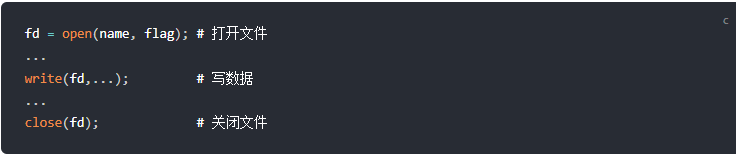 c
fd = open(name, flag); # 打开文件
...
write(fd,...);         # 写数据
...
close(fd);             # 关闭文件